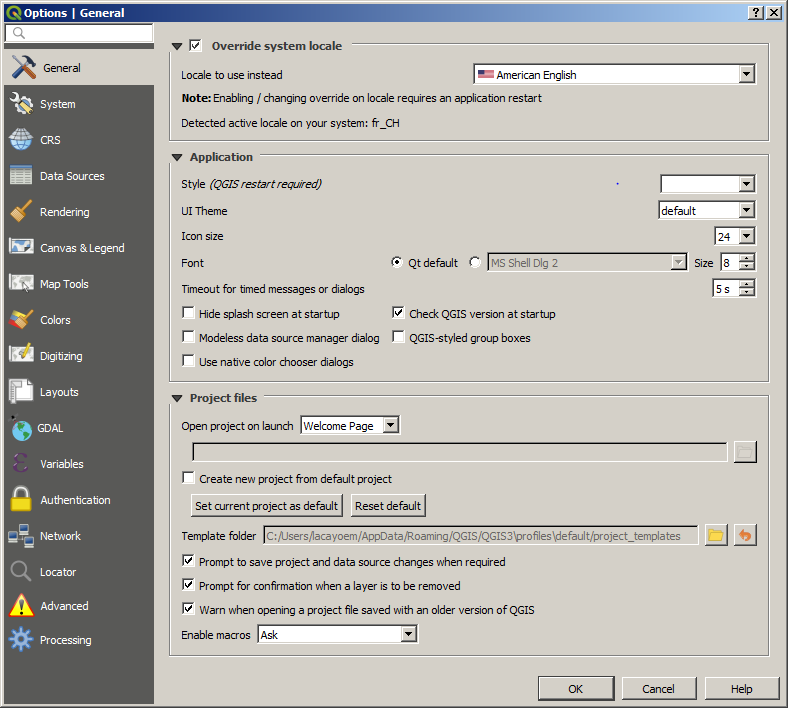 Options | General
General
System
CRS
Data Sources
Rendering
Canvas & Legend
Map Tools
Colors
Digitizing
Layouts
GDAL
Variables
Authentication
Network
Locator
Advanced
Processing
Override system locale
Locale to use instead American English
Note: Enabling / changing override on locale requires an application restart
Detected active locale on your system: fr_CH
Application
Style (QGIS restart required)
UI Theme default
Icon size 24
Font Qt default MS Shell Dlg 2 Size 8
Timeout for timed messages or dialogs 5 s
Hide splash screen at startup Check QGIS version at startup
Modeless data source manager dialog QGIS-styled group boxes
Use native color chooser dialogs
Project files
Open project on launch Welcome Page
Create new project from default project
Set current project as default Reset default
Template folder C:/Users/lacayoem/AppData/Roaming/QGIS/QGIS3\profiles\default/project_templates
Prompt to save project and data source changes when required
Prompt for confirmation when a layer is to be removed
Warn when opening a project file saved with an older version of QGIS
Enable macros Ask
OK Cancel Help